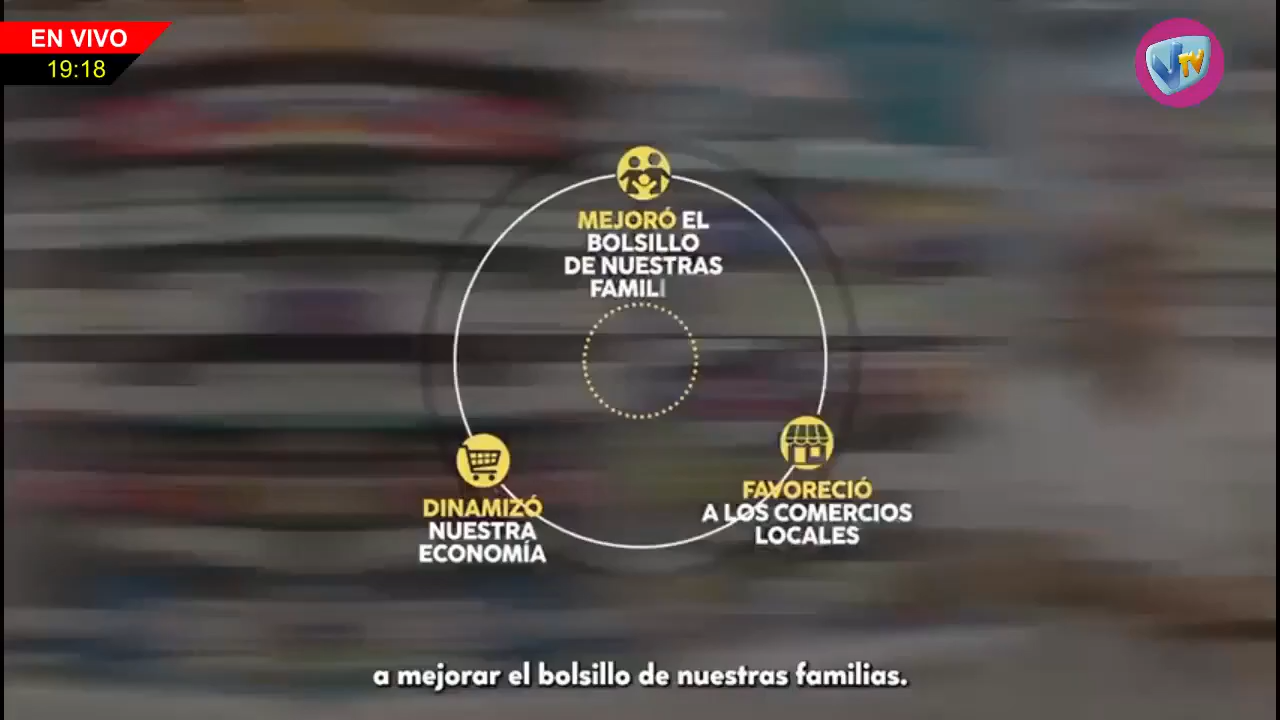 EN VIVO
19:18
TV
MEJORÓ EL
BOLSILLO
DE NUESTRAS
FAMILI
DINAMIZÓ
NUESTRA
ECONOMÍA
FAVORECIÓ
A LOS COMERCIOS
LOCALES
a mejorar el bolsillo de nuestras familias.